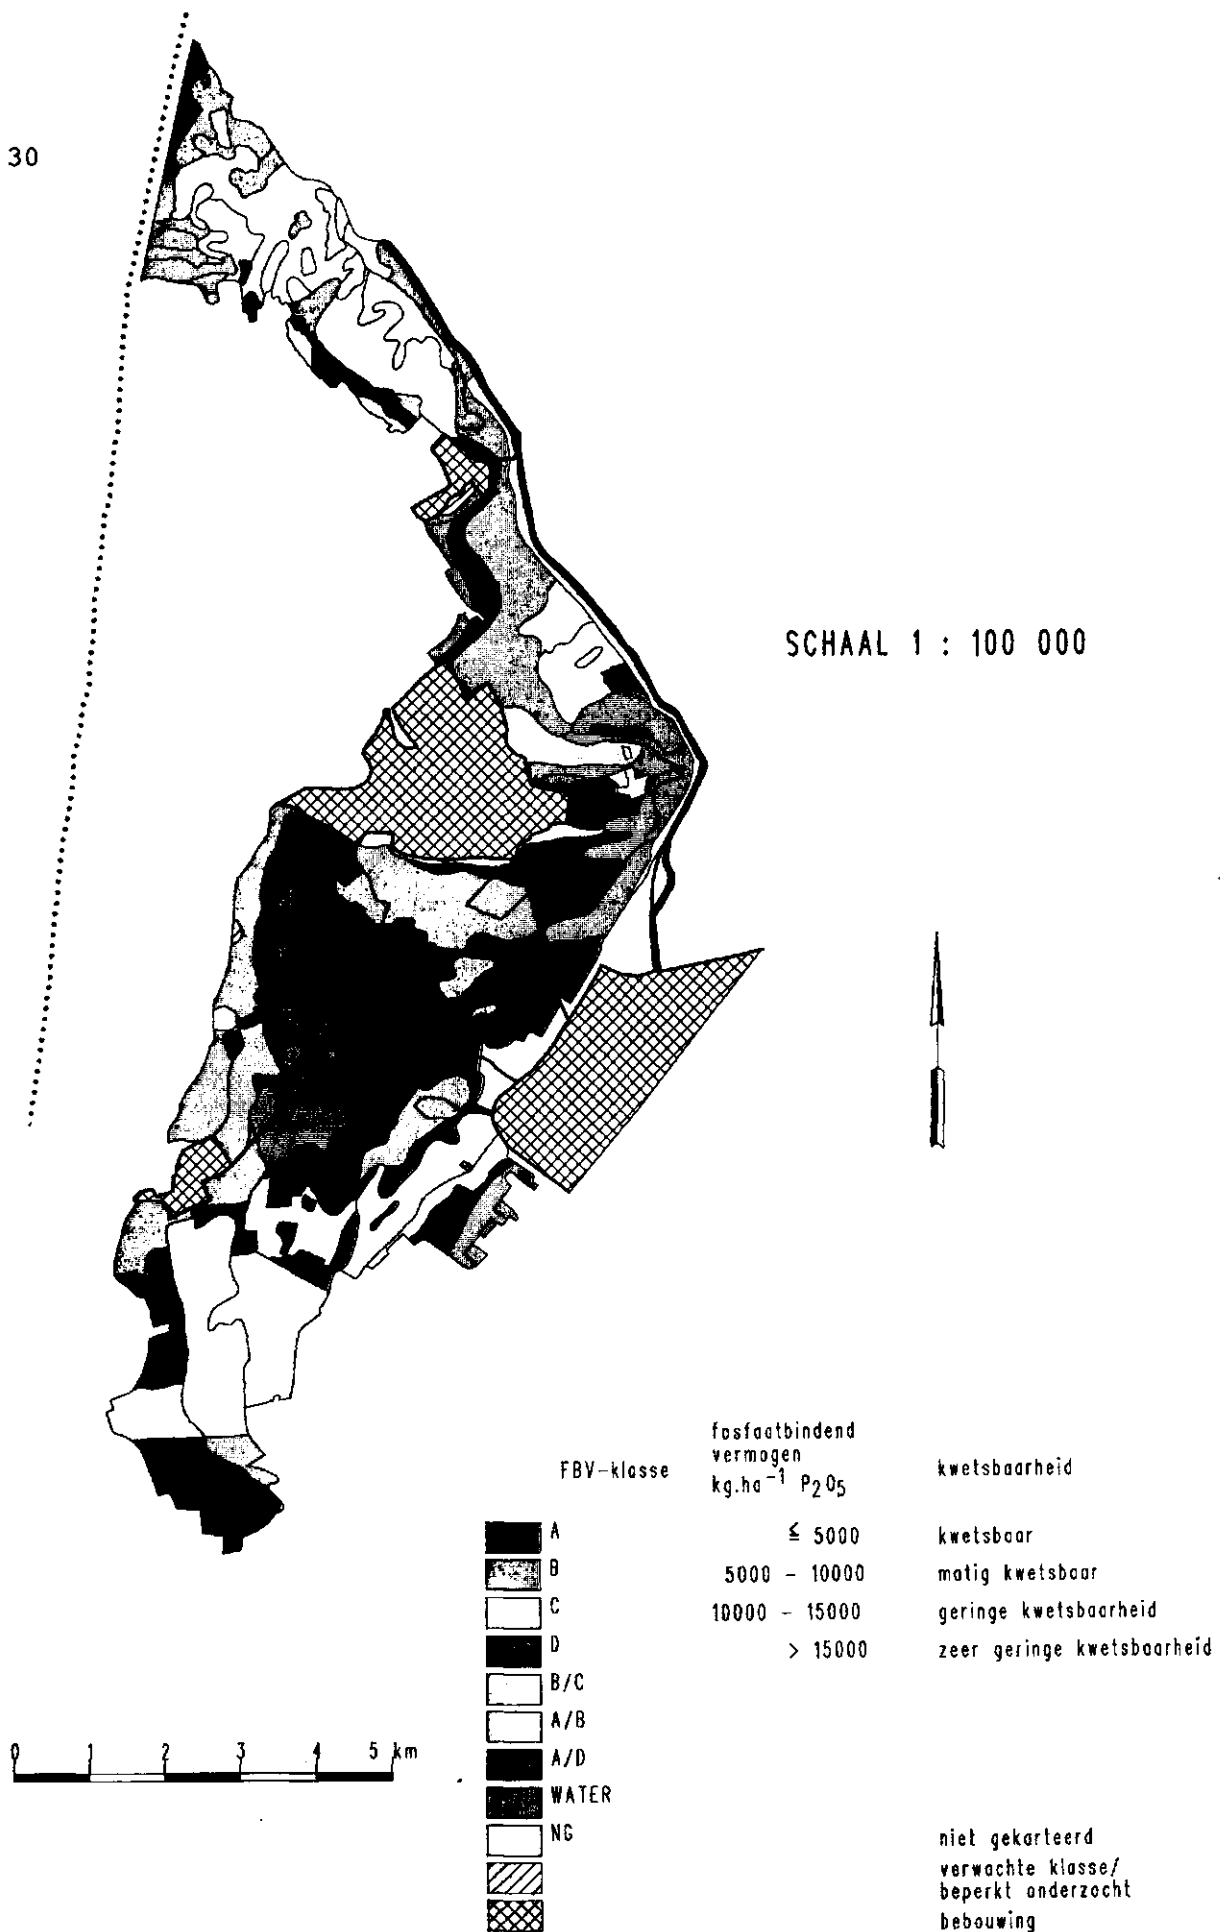 30
SCHAAL 1 : 100 000
FBV-klasse
fosfaatbindend
vermogen
kg.ha⁻¹ P₂O₅
kwetsbaarheid
A ≦ 5000 kwetsbaar
B 5000 - 10000 matig kwetsbaar
C 10000 - 15000 geringe kwetsbaarheid
D > 15000 zeer geringe kwetsbaarheid
B/C
A/B
A/D
WATER
NG niet gekarteerd
verwachte klasse/
beperkt onderzocht
bebouwing
0 1 2 3 4 5 km